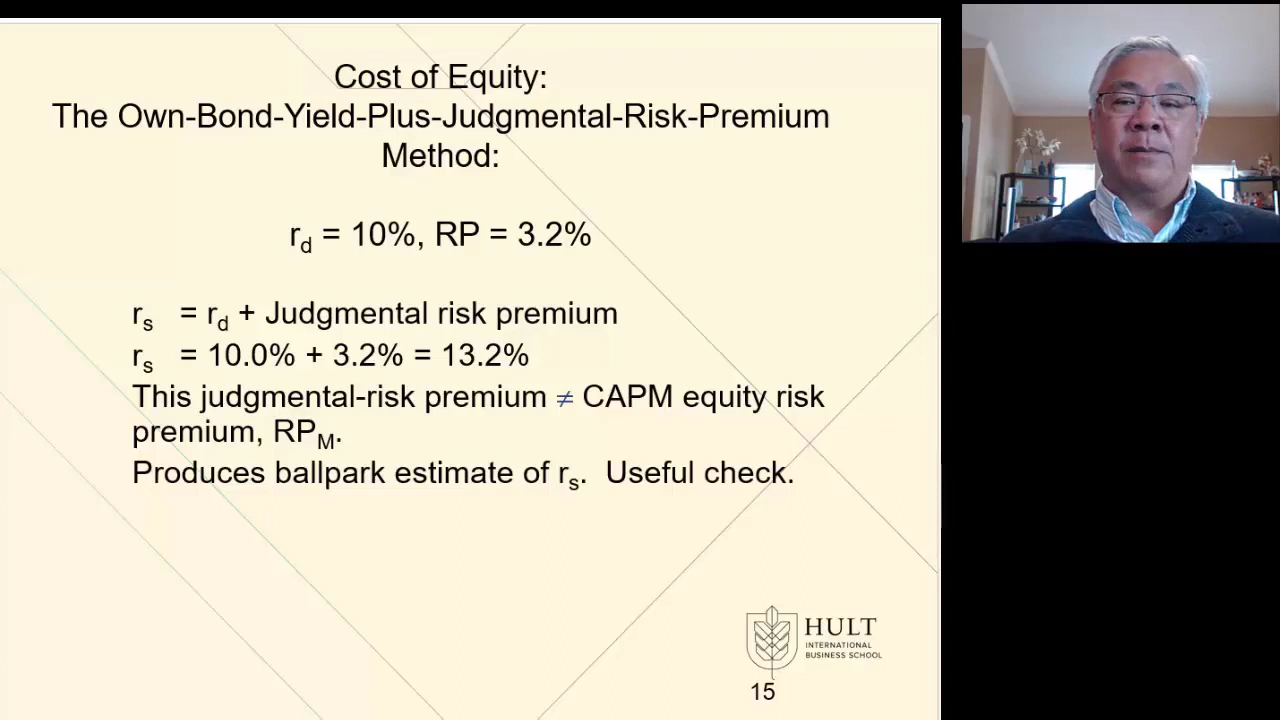 Cost of Equity:
The Own-Bond-Yield-Plus-Judgmental-Risk-Premium
Method:
rd = 10%, RP = 3.2%
rs = rd + Judgmental risk premium
rs = 10.0% + 3.2% = 13.2%
This judgmental-risk premium ≠ CAPM equity risk
premium, RPM.
Produces ballpark estimate of rs. Useful check.
HULT
INTERNATIONAL
BUSINESS SCHOOL
15